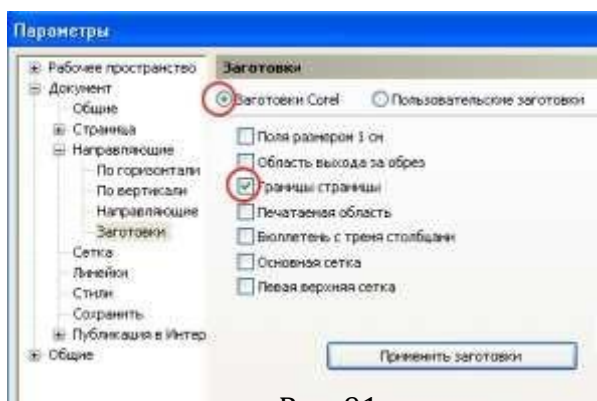 Параметры
Рабочее пространство
Документ
Общие
Страница
Направляющие
По горизонтали
По вертикали
Направляющие
Заготовки
Сетка
Линейки
Стили
Сохранить
Публикация в Интер
Общие
Заготовки
Заготовки Corel Пользовательские заготовки
Поля размером 1 см
Область выхода за обрез
Границы страницы
Печатаемая область
Бюллетень с тремя столбцами
Основная сетка
Левая верхняя сетка
Применить заготовки